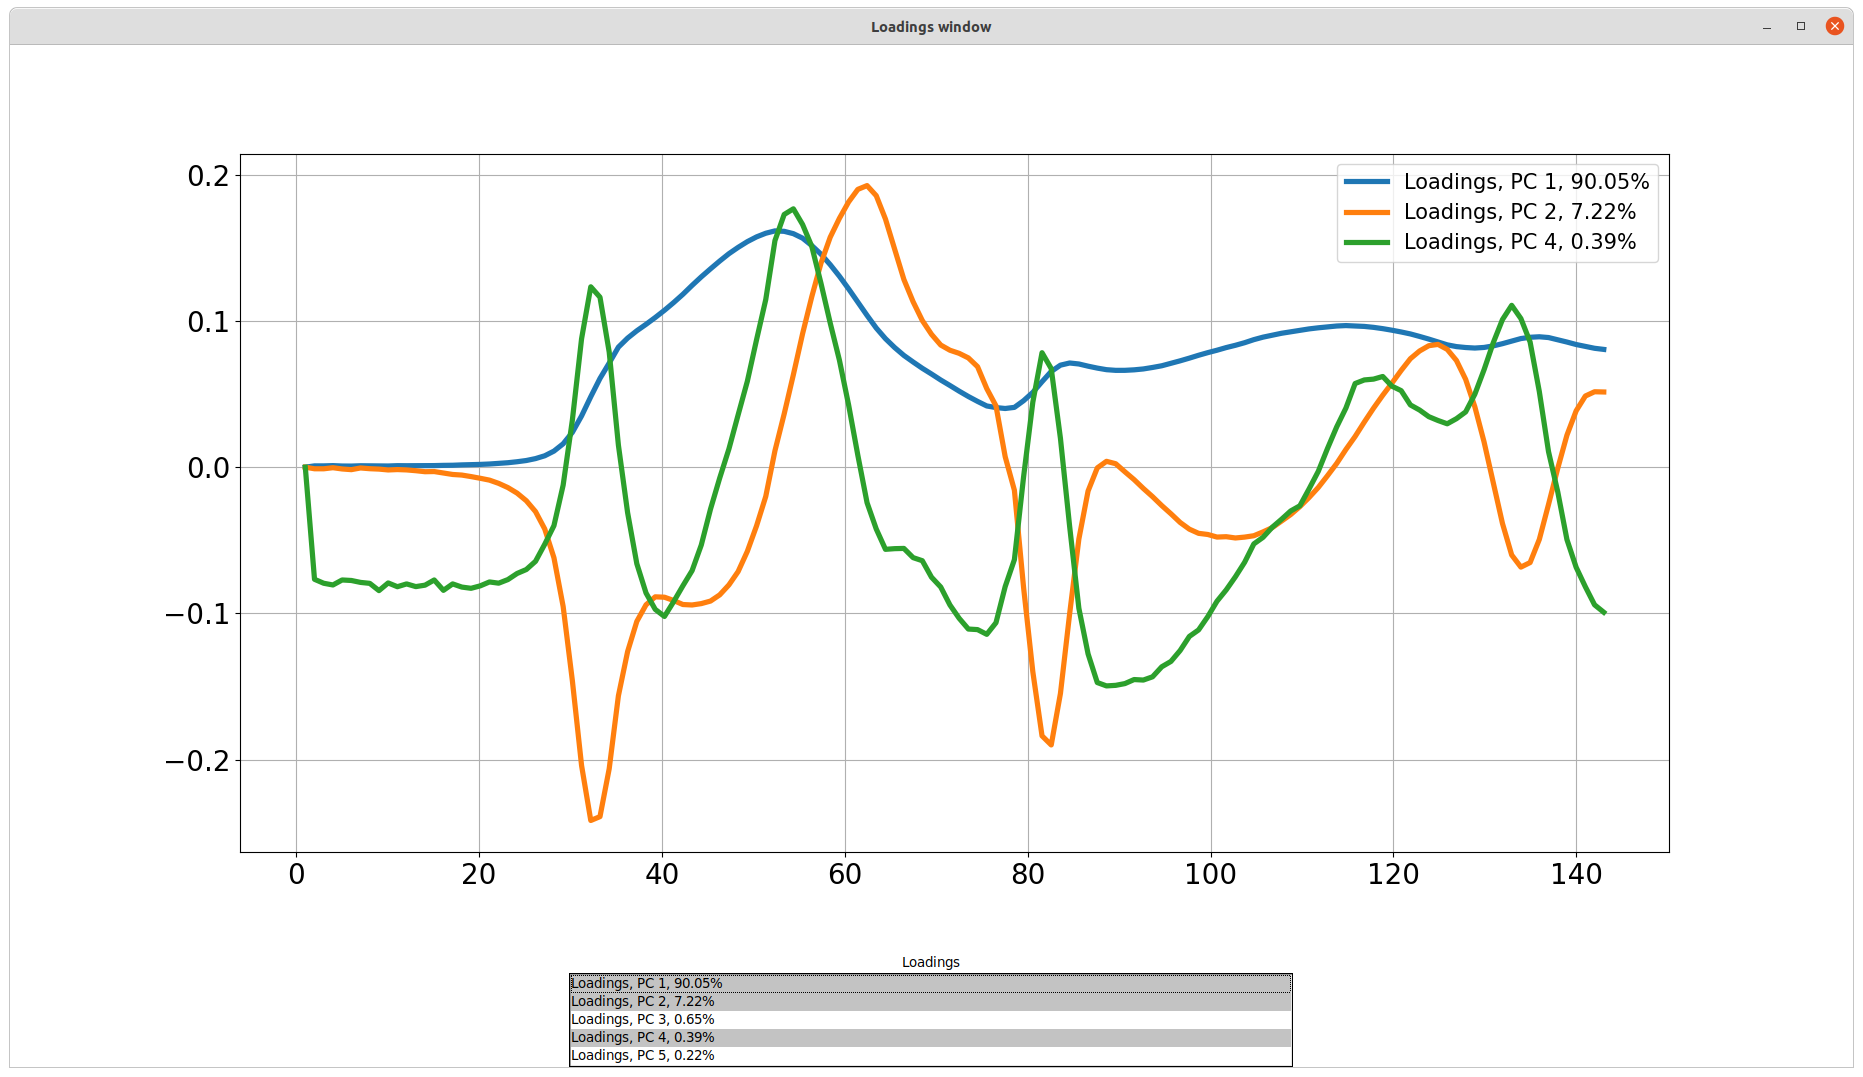 Loadings window
0.2
0.1
0.0
−0.1
−0.2
Loadings, PC 1, 90.05%
Loadings, PC 2, 7.22%
Loadings, PC 4, 0.39%
0 20 40 60 80 100 120 140
Loadings
Loadings, PC 1, 90.05%
Loadings, PC 2, 7.22%
Loadings, PC 3, 0.65%
Loadings, PC 4, 0.39%
Loadings, PC 5, 0.22%